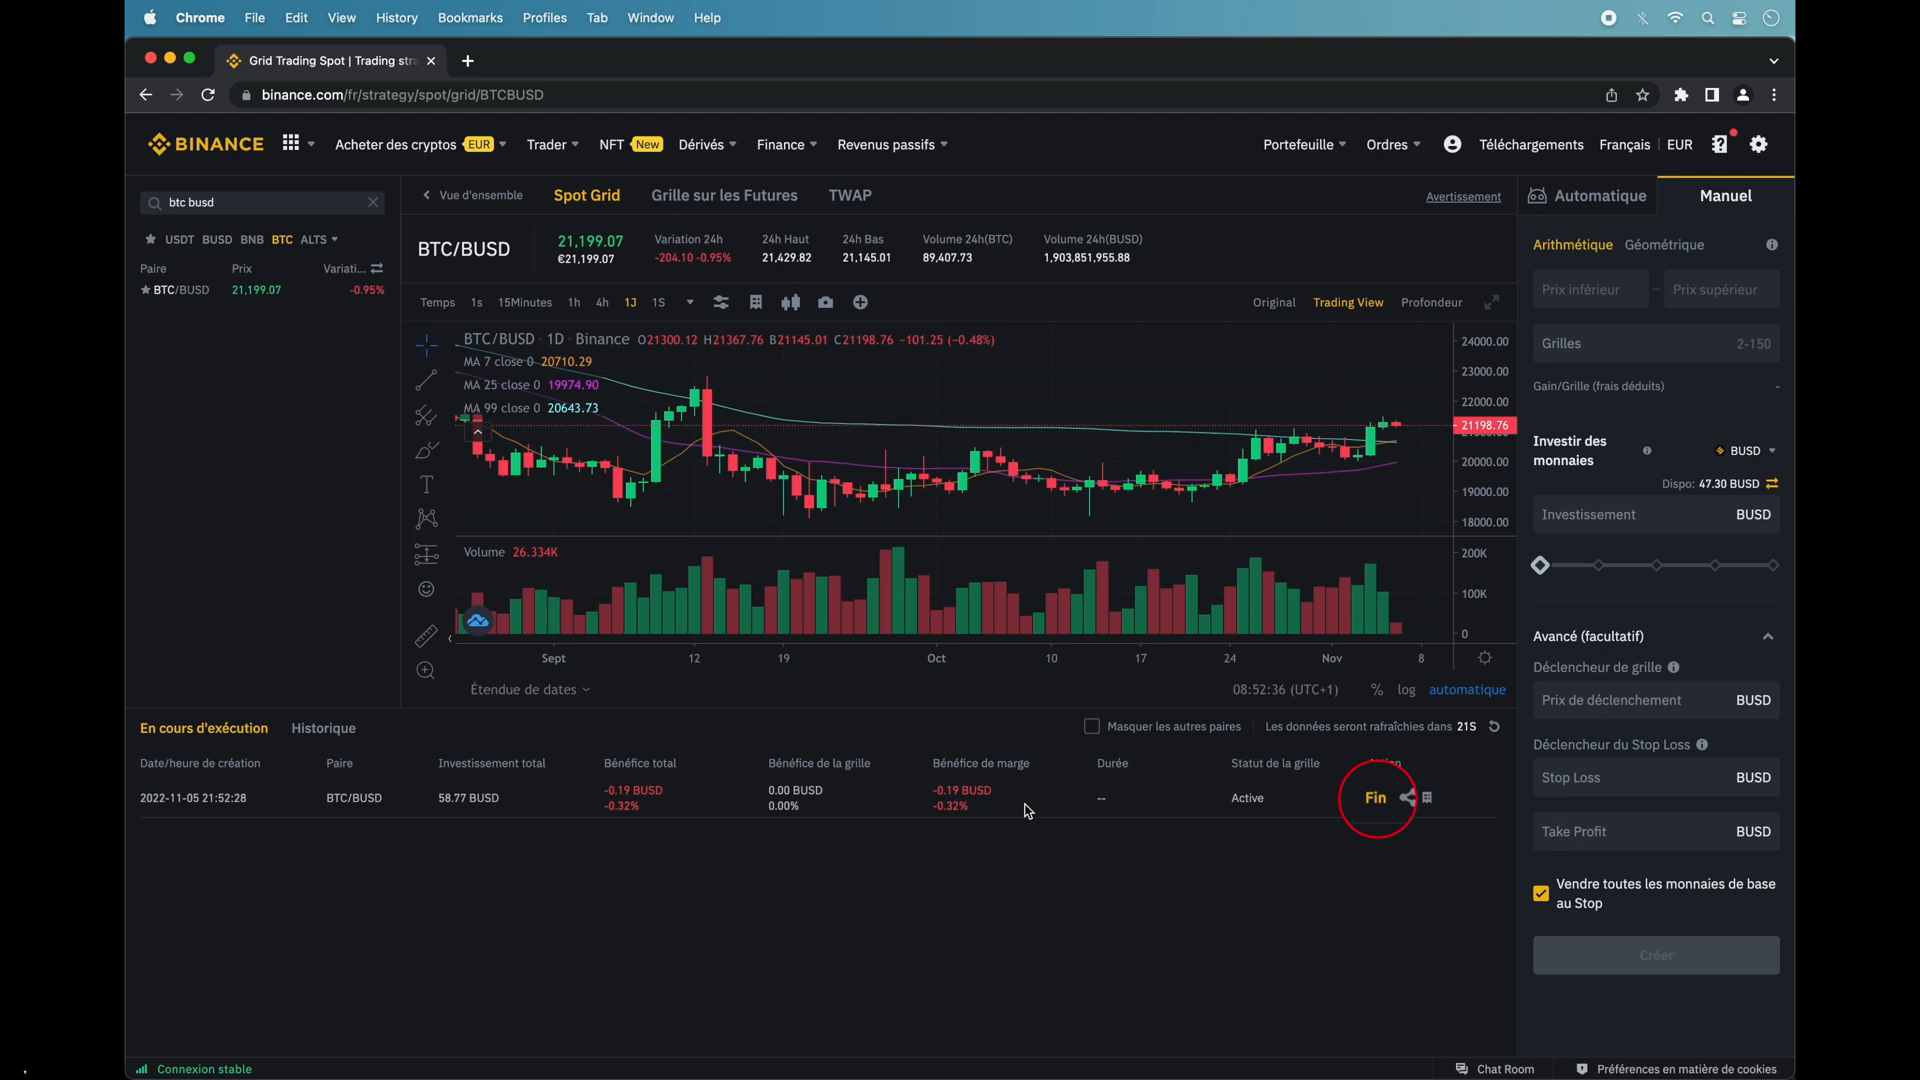 Chrome File Edit View History Bookmarks Profiles Tab Window Help
Grid Trading Spot | Trading stra
binance.com/fr/strategy/spot/grid/BTCBUSD
BINANCE Acheter des cryptos EUR Trader NFT New Dérivés Finance Revenus passifs Portefeuille Ordres Téléchargements Français EUR
btc busd
USDT BUSD BNB BTC ALTS
Paire Prix Variati...
BTC/BUSD 21,199.07 -0.95%
Vue d'ensemble Spot Grid Grille sur les Futures TWAP Avertissement
BTC/BUSD
21,199.07
€21,199.07
Variation 24h
-204.10 -0.95%
24h Haut
21,429.82
24h Bas
21,145.01
Volume 24h(BTC)
89,407.73
Volume 24h(BUSD)
1,903,851,955.88
Temps 1s 15Minutes 1h 4h 1J 1S Original Trading View Profondeur
BTC/BUSD · 1D · Binance O21300.12 H21367.76 B21145.01 C21198.76 −101.25 (−0.48%)
MA 7 close 0 20710.29
MA 25 close 0 19974.90
MA 99 close 0 20643.73
24000.00
23000.00
22000.00
21198.76
20000.00
19000.00
18000.00
Volume 26.334K
200K
100K
0
Sept 12 19 Oct 10 17 24 Nov 8
Étendue de dates 08:52:36 (UTC+1) % log automatique
Automatique Manuel
Arithmétique Géométrique
Prix inférieur – Prix supérieur
Grilles 2-150
Gain/Grille (frais déduits) -
Investir des monnaies BUSD
Dispo: 47.30 BUSD
Investissement BUSD
Avancé (facultatif)
Déclencheur de grille
Prix de déclenchement BUSD
Déclencheur du Stop Loss
Stop Loss BUSD
Take Profit BUSD
Vendre toutes les monnaies de base
au Stop
Créer
En cours d'exécution Historique Masquer les autres paires Les données seront rafraîchies dans 21S
Date/heure de création Paire Investissement total Bénéfice total Bénéfice de la grille Bénéfice de marge Durée Statut de la grille
2022-11-05 21:52:28 BTC/BUSD 58.77 BUSD -0.19 BUSD 0.00 BUSD -0.19 BUSD -- Active Fin
-0.32% 0.00% -0.32%
Connexion stable Chat Room Préférences en matière de cookies